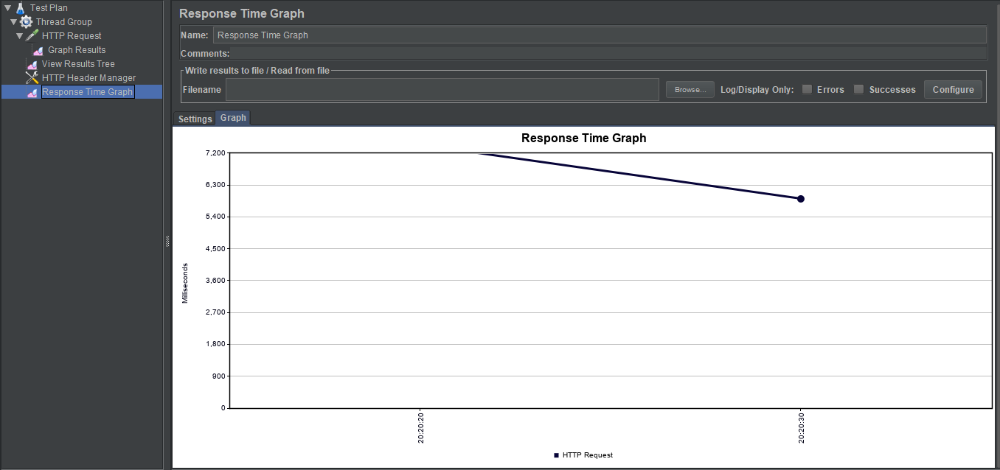 Test Plan
Thread Group
HTTP Request
Graph Results
View Results Tree
HTTP Header Manager
Response Time Graph
Response Time Graph
Name: Response Time Graph
Comments:
Write results to file / Read from file
Filename Browse... Log/Display Only: Errors Successes Configure
Settings Graph
Response Time Graph
7,200
6,300
5,400
4,500
3,600
2,700
1,800
900
0
Milliseconds
20:20:20
20:20:30
HTTP Request